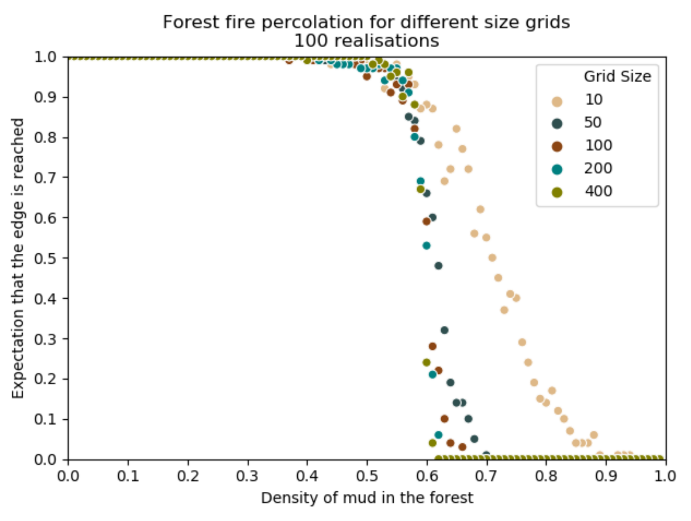 Forest fire percolation for different size grids
100 realisations
Expectation that the edge is reached
1.0
0.9
0.8
0.7
0.6
0.5
0.4
0.3
0.2
0.1
0.0
Grid Size
10
50
100
200
400
0.0 0.1 0.2 0.3 0.4 0.5 0.6 0.7 0.8 0.9 1.0
Density of mud in the forest